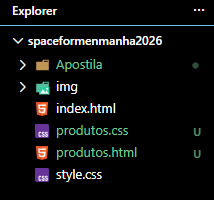 Explorer ...
spaceformenmanha2026
Apostila
img
index.html
produtos.css U
produtos.html U
style.css